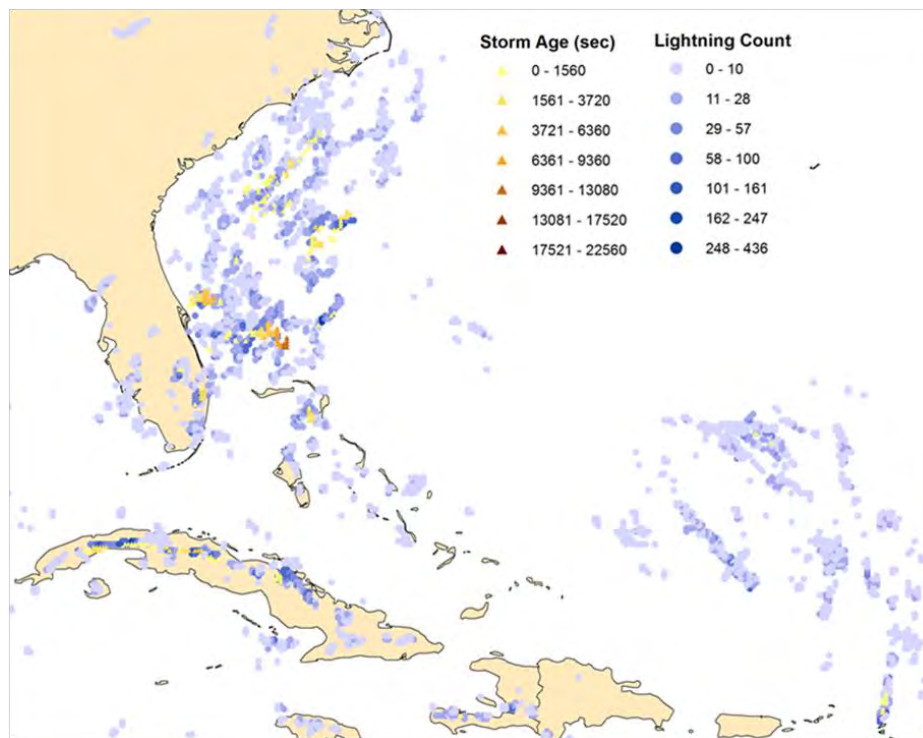 Storm Age (sec) Lightning Count
0 - 1560 0 - 10
1561 - 3720 11 - 28
3721 - 6360 29 - 57
6361 - 9360 58 - 100
9361 - 13080 101 - 161
13081 - 17520 162 - 247
17521 - 22560 248 - 436